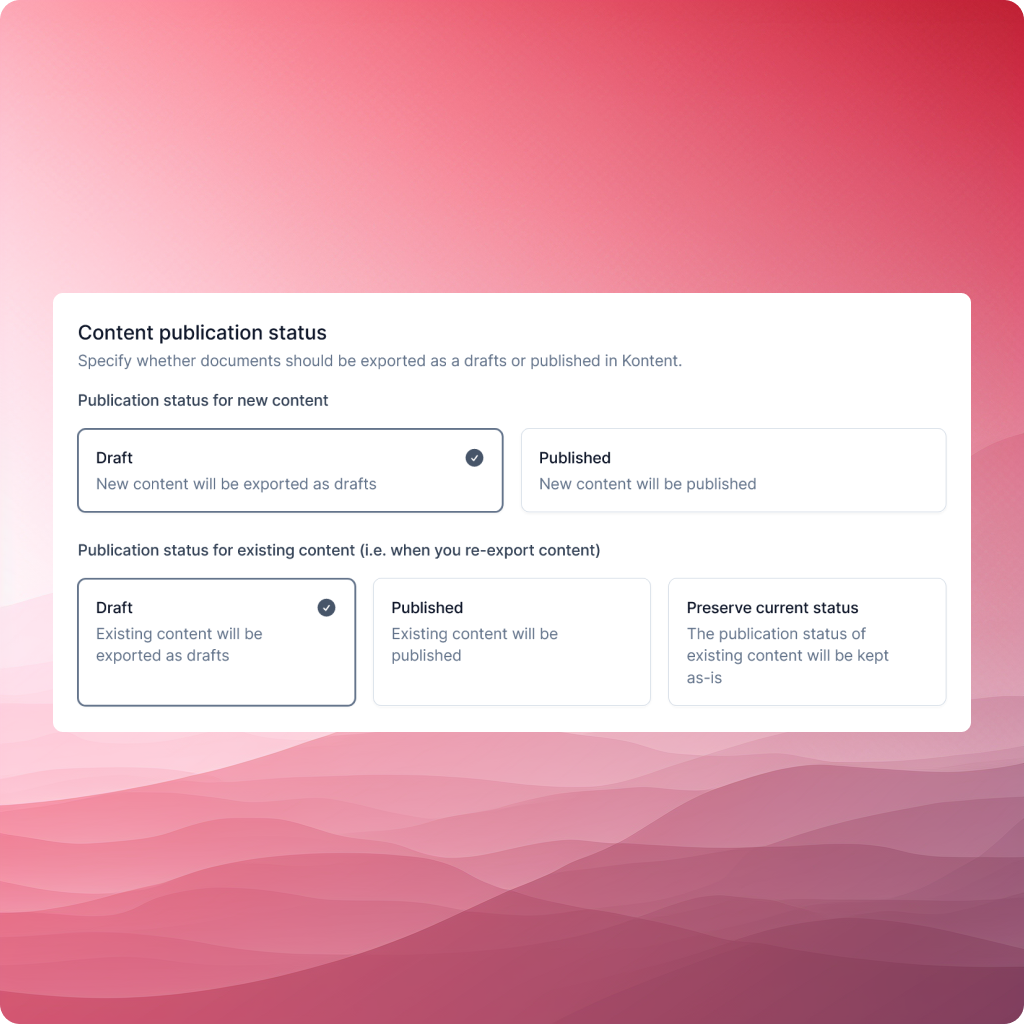 Content publication status
Specify whether documents should be exported as a drafts or published in Kontent.
Publication status for new content
Draft
New content will be exported as drafts
Published
New content will be published
Publication status for existing content (i.e. when you re-export content)
Draft
Existing content will be
exported as drafts
Published
Existing content will be
published
Preserve current status
The publication status of
existing content will be kept
as-is